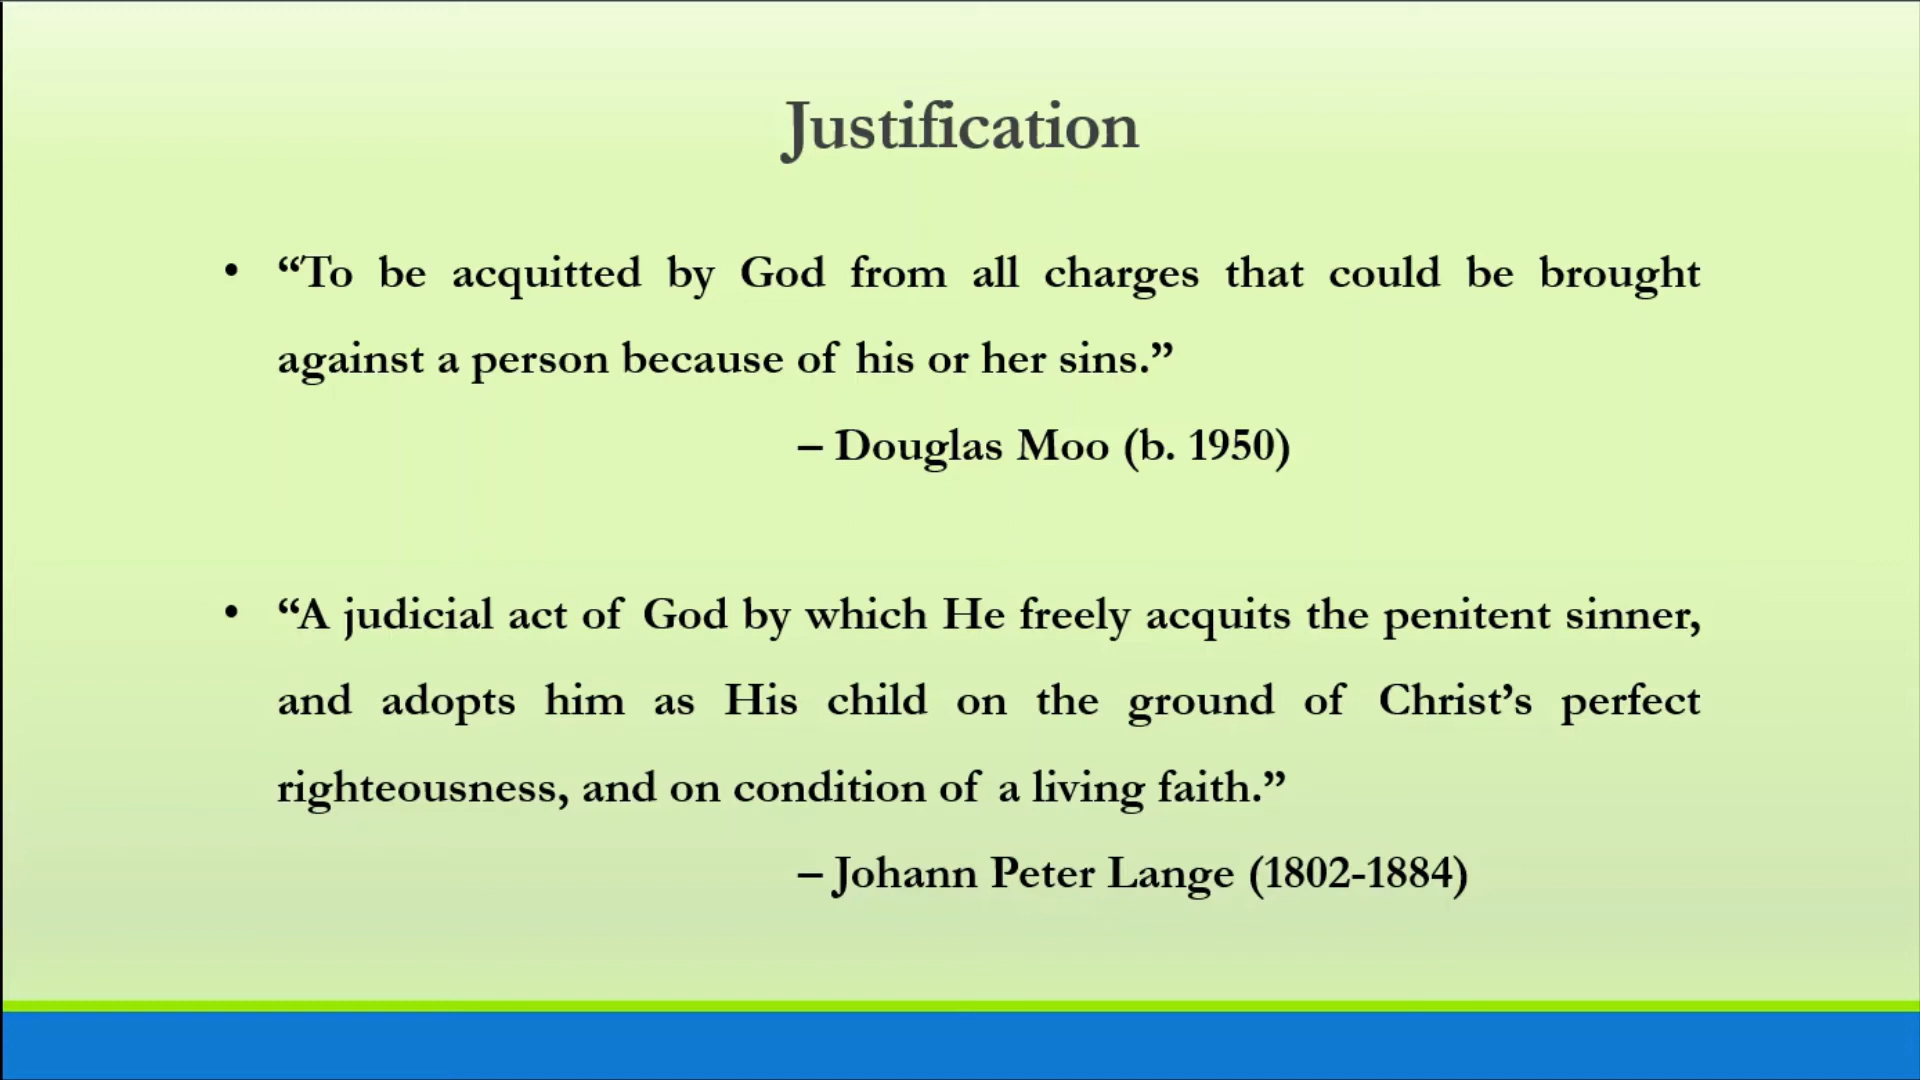 Justification
• “To be acquitted by God from all charges that could be brought
against a person because of his or her sins.”
– Douglas Moo (b. 1950)
• “A judicial act of God by which He freely acquits the penitent sinner,
and adopts him as His child on the ground of Christ’s perfect
righteousness, and on condition of a living faith.”
– Johann Peter Lange (1802-1884)